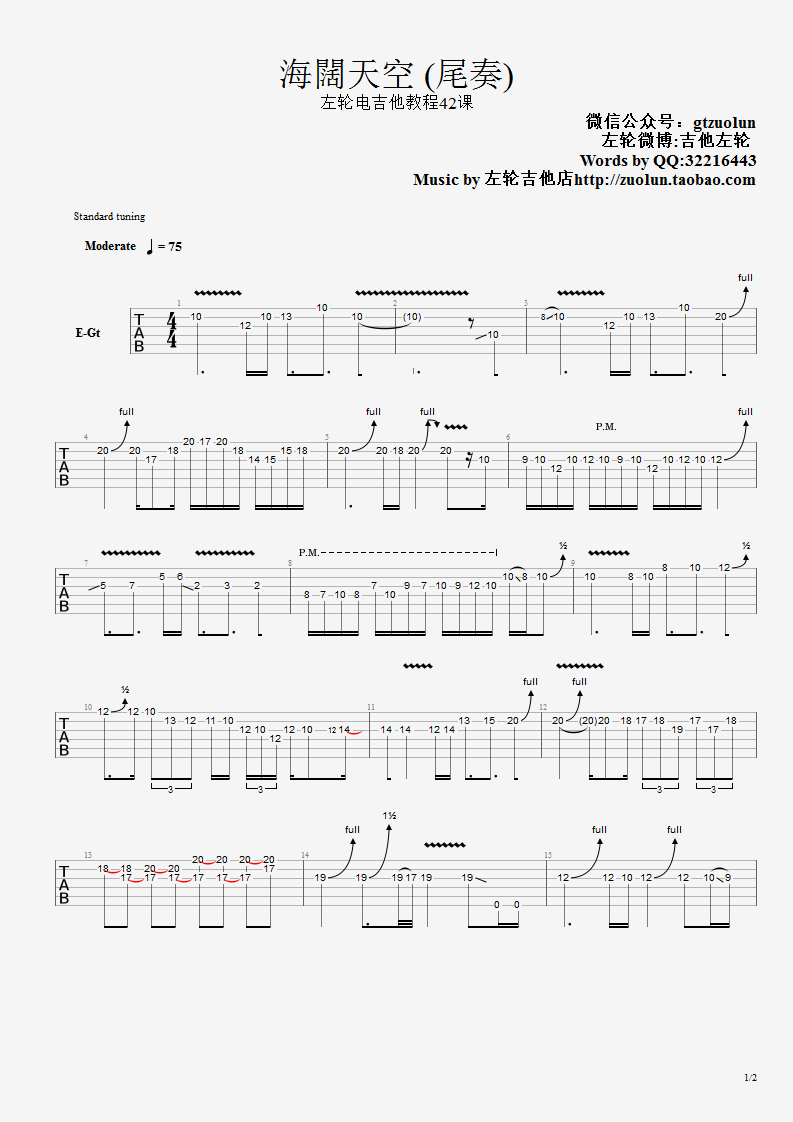 海闊天空 (尾奏)
左轮电吉他教程42课
微信公众号：gtzuolun
左轮微博:吉他左轮
Words by QQ:32216443
Music by 左轮吉他店http://zuolun.taobao.com
Standard tuning
Moderate ♩ = 75
full
1 2 3
E-Gt
TAB 4/4 10 12 10 13 10 10 (10) 10 8 10 12 10 13 10 20
full full full P.M. full
4 5 6
TAB 20 20 17 18 20 17 20 18 14 15 15 18 20 20 18 20 20 10 9 10 12 10 12 10 9 10 12 10 12 10 12
P.M. ½ ½
7 8 9
TAB 5 7 5 6 2 3 2 8 7 10 8 7 10 9 7 10 9 12 10 10 8 10 10 8 10 8 10 12
½ full full
10 11 12
TAB 12 12 10 13 12 11 10 12 10 12 12 10 12 14 14 14 12 14 13 15 20 20 (20) 20 18 17 18 19 17 17 18
3 3 3 3
full 1½ full full
13 14 15
TAB 18 17 18 17 20 17 20 17 20 17 20 17 20 17 20 17 19 19 19 17 19 19 0 0 12 12 10 12 12 10 9
1/2